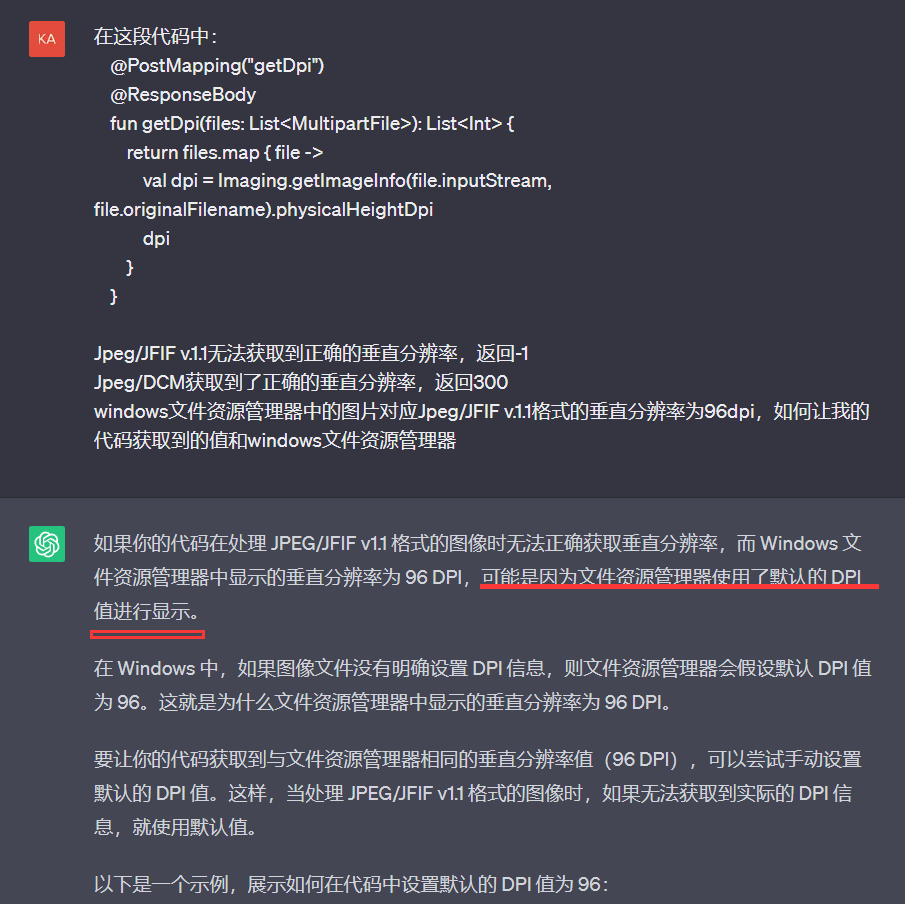 KA
在这段代码中：
@PostMapping("getDpi")
@ResponseBody
fun getDpi(files: List<MultipartFile>): List<Int> {
return files.map { file ->
val dpi = Imaging.getImageInfo(file.inputStream,
file.originalFilename).physicalHeightDpi
dpi
}
}
Jpeg/JFIF v.1.1无法获取到正确的垂直分辨率，返回-1
Jpeg/DCM获取到了正确的垂直分辨率，返回300
windows文件资源管理器中的图片对应Jpeg/JFIF v.1.1格式的垂直分辨率为96dpi，如何让我的
代码获取到的值和windows文件资源管理器
如果你的代码在处理 JPEG/JFIF v1.1 格式的图像时无法正确获取垂直分辨率，而 Windows 文
件资源管理器中显示的垂直分辨率为 96 DPI，可能是因为文件资源管理器使用了默认的 DPI
值进行显示。
在 Windows 中，如果图像文件没有明确设置 DPI 信息，则文件资源管理器会假设默认 DPI 值
为 96。这就是为什么文件资源管理器中显示的垂直分辨率为 96 DPI。
要让你的代码获取到与文件资源管理器相同的垂直分辨率值（96 DPI），可以尝试手动设置
默认的 DPI 值。这样，当处理 JPEG/JFIF v1.1 格式的图像时，如果无法获取到实际的 DPI 信
息，就使用默认值。
以下是一个示例，展示如何在代码中设置默认的 DPI 值为 96：